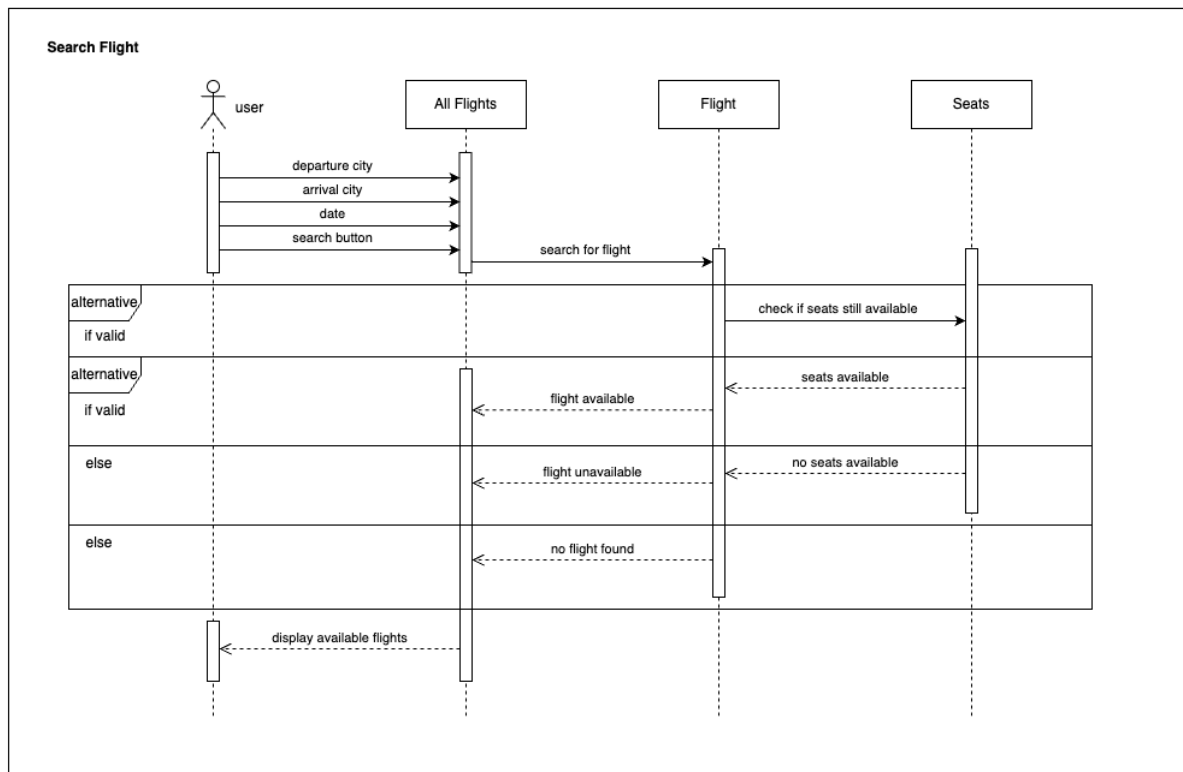 Search Flight
user
All Flights
Flight
Seats
departure city
arrival city
date
search button
search for flight
alternative
check if seats still available
if valid
alternative
seats available
flight available
if valid
else
no seats available
flight unavailable
else
no flight found
display available flights